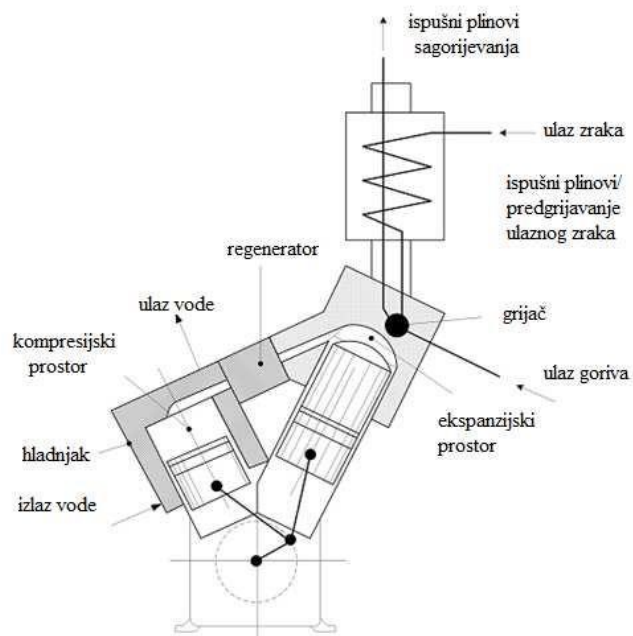 ispušni plinovi
sagorijevanja
ulaz zraka
ispušni plinovi/
predgrijavanje
ulaznog zraka
regenerator
ulaz vode
grijač
kompresijski
prostor
ulaz goriva
ekspanzijski
prostor
hladnjak
izlaz vode